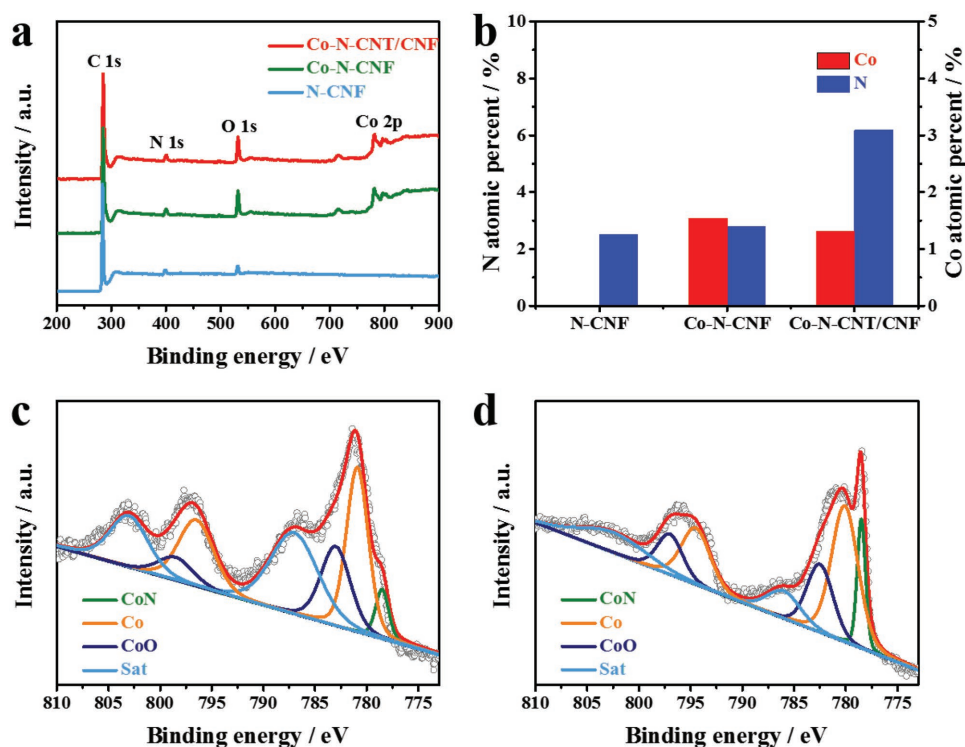 a
Co-N-CNT/CNF
Co-N-CNF
N-CNF
C 1s
N 1s
O 1s
Co 2p
Intensity / a.u.
200 300 400 500 600 700 800 900
Binding energy / eV
b
Co
N
N atomic percent / %
10
8
6
4
2
0
Co atomic percent / %
5
4
3
2
1
0
N-CNF Co-N-CNF Co-N-CNT/CNF
c
CoN
Co
CoO
Sat
Intensity / a.u.
810 805 800 795 790 785 780 775
Binding energy / eV
d
CoN
Co
CoO
Sat
Intensity / a.u.
810 805 800 795 790 785 780 775
Binding energy / eV